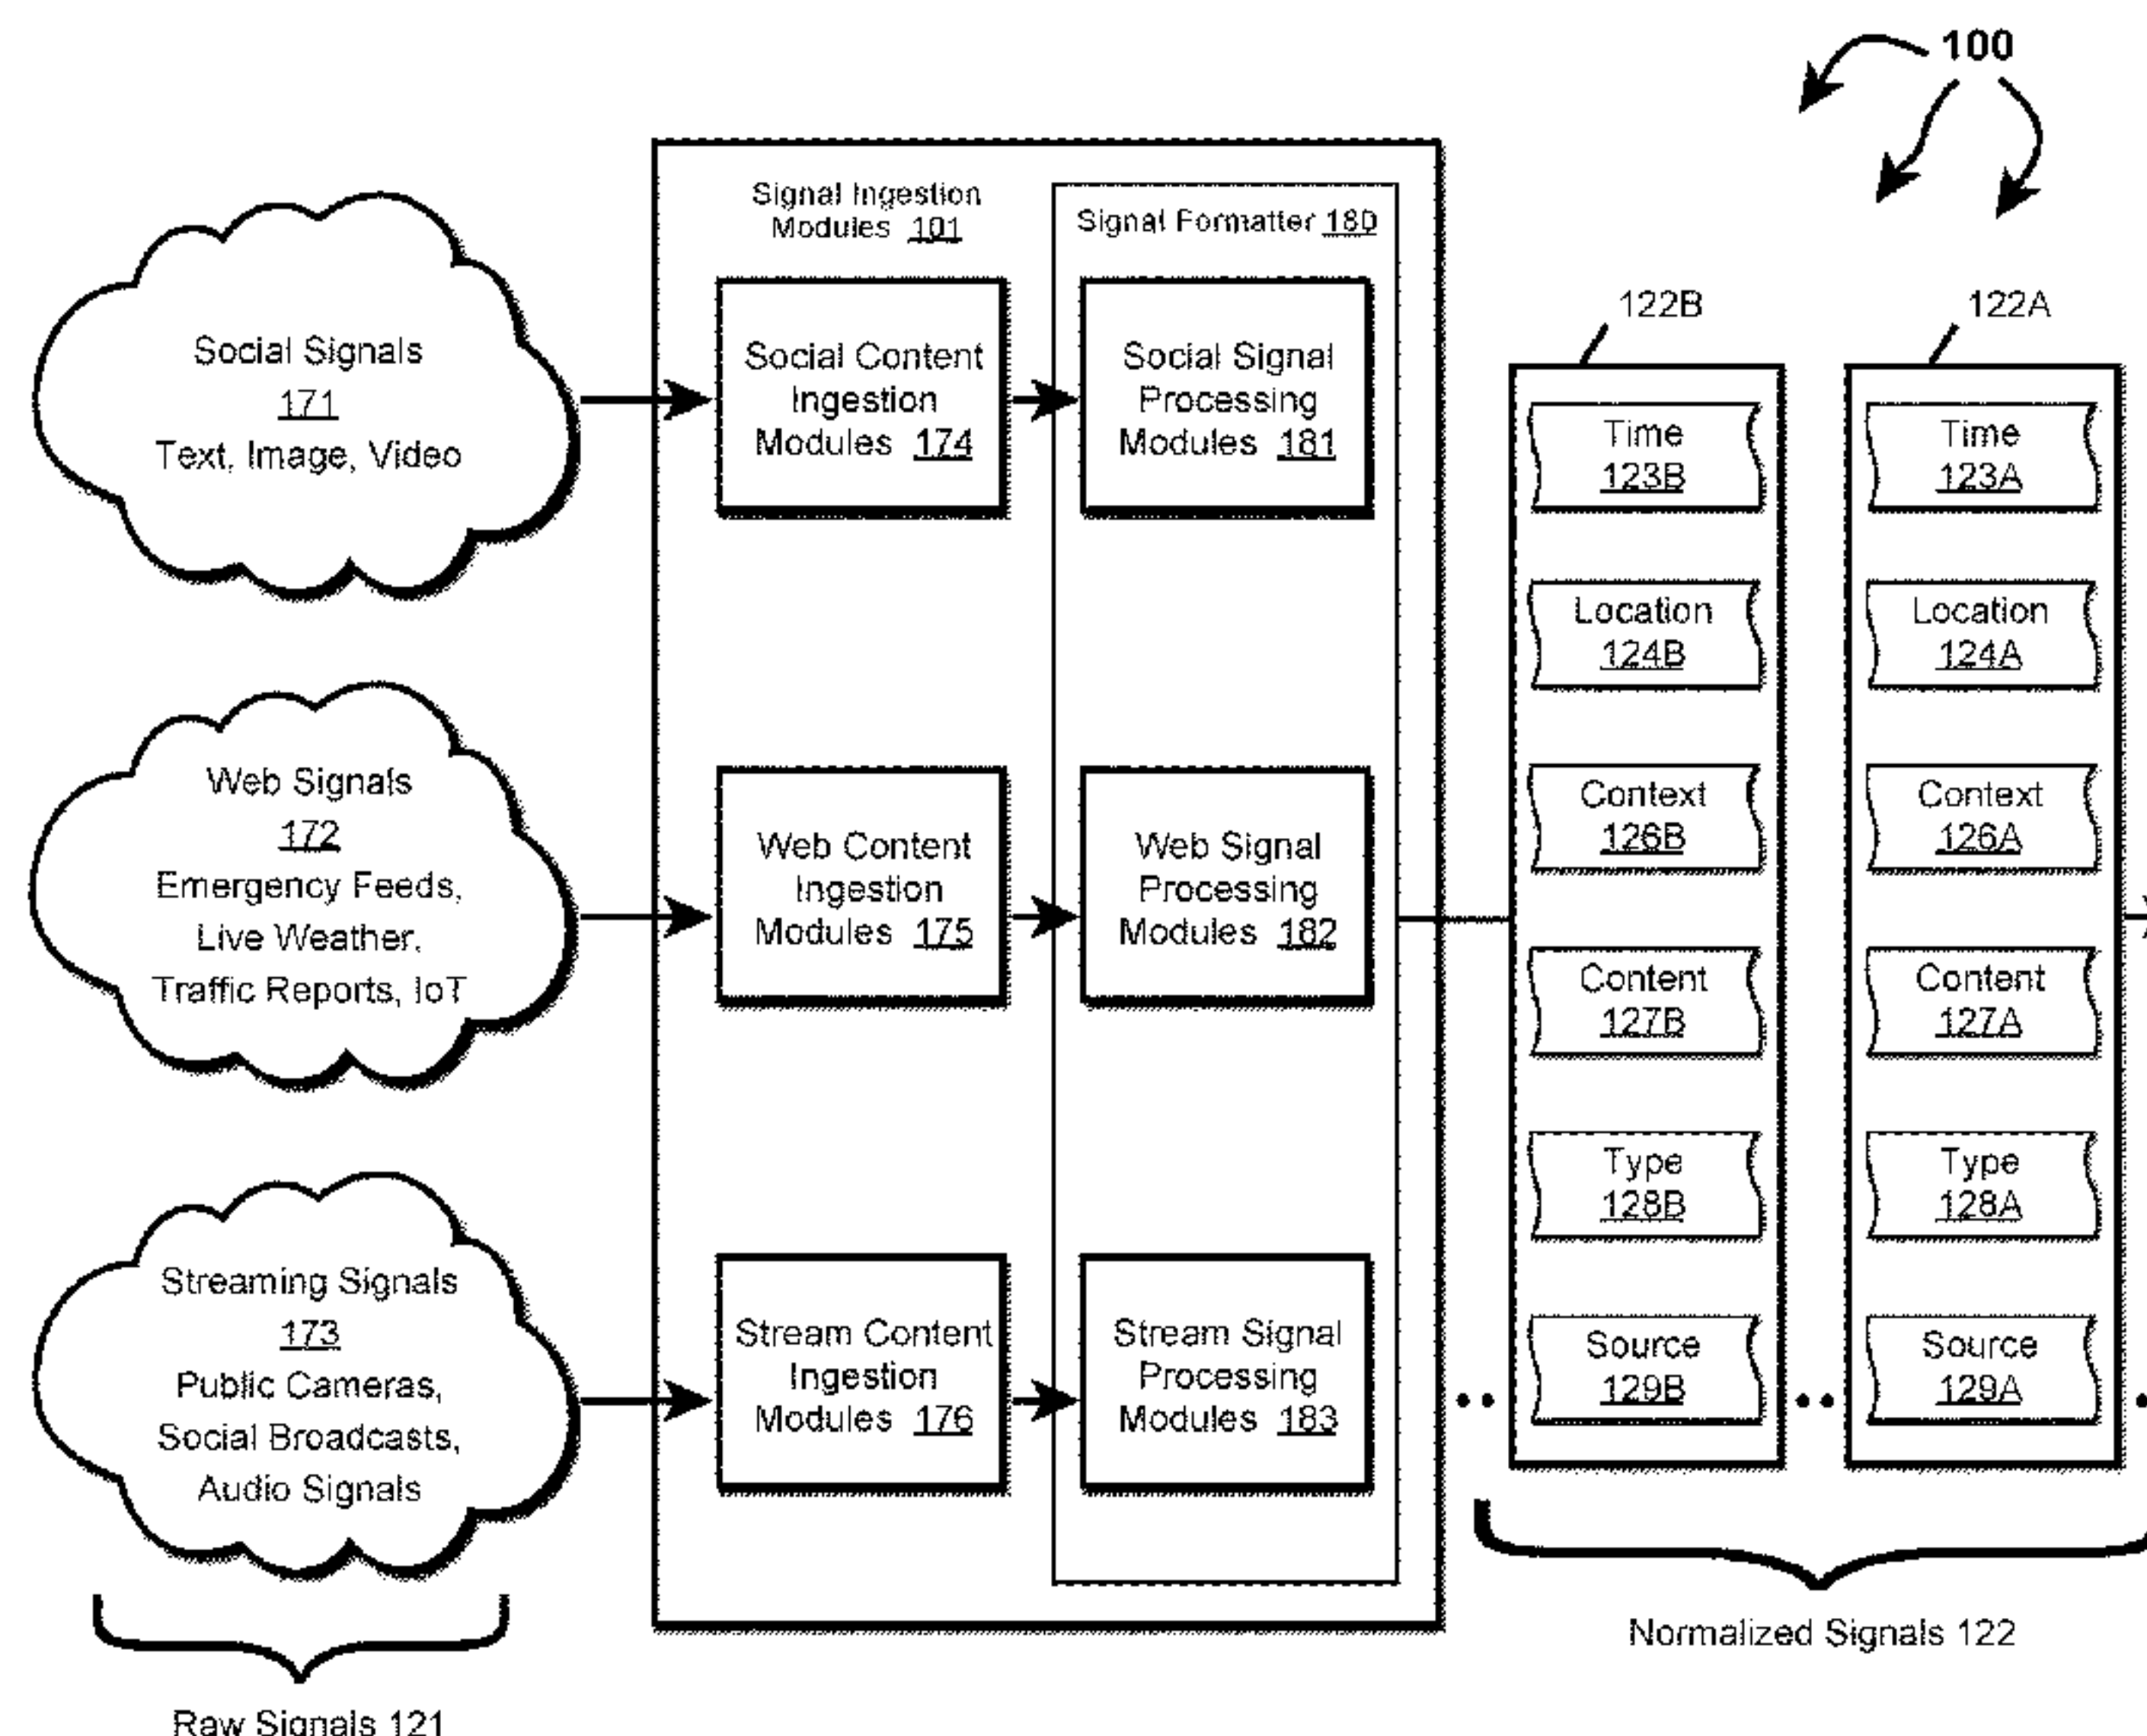 100
Signal Ingestion
Modules 101
Signal Formatter 180
122B
122A
Social Signals
171
Text, Image, Video
Social Content
Ingestion
Modules 174
Social Signal
Processing
Modules 181
Web Signals
172
Emergency Feeds,
Live Weather,
Traffic Reports, IoT
Web Content
Ingestion
Modules 175
Web Signal
Processing
Modules 182
Streaming Signals
173
Public Cameras,
Social Broadcasts,
Audio Signals
Stream Content
Ingestion
Modules 176
Stream Signal
Processing
Modules 183
Time
123B
Location
124B
Context
126B
Content
127B
Type
128B
Source
129B
Time
123A
Location
124A
Context
126A
Content
127A
Type
128A
Source
129A
Normalized Signals 122
Raw Signals 121